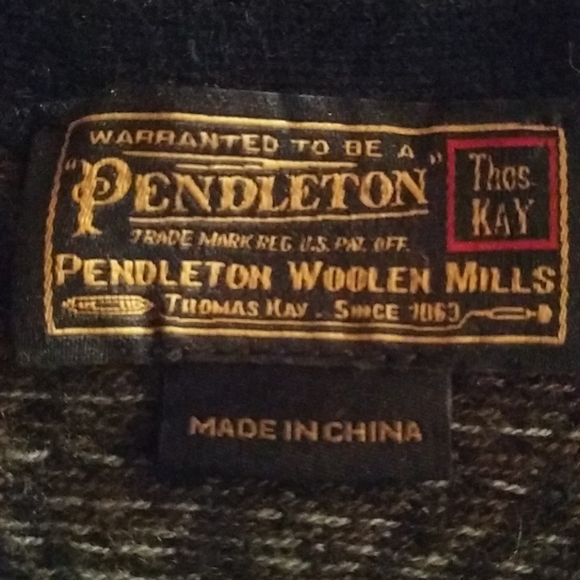 WARRANTED TO BE A
"PENDLETON"
Thos.
KAY
TRADE MARK REG. U.S. PAT. OFF.
PENDLETON WOOLEN MILLS
THOMAS KAY. SINCE 1863
MADE IN CHINA